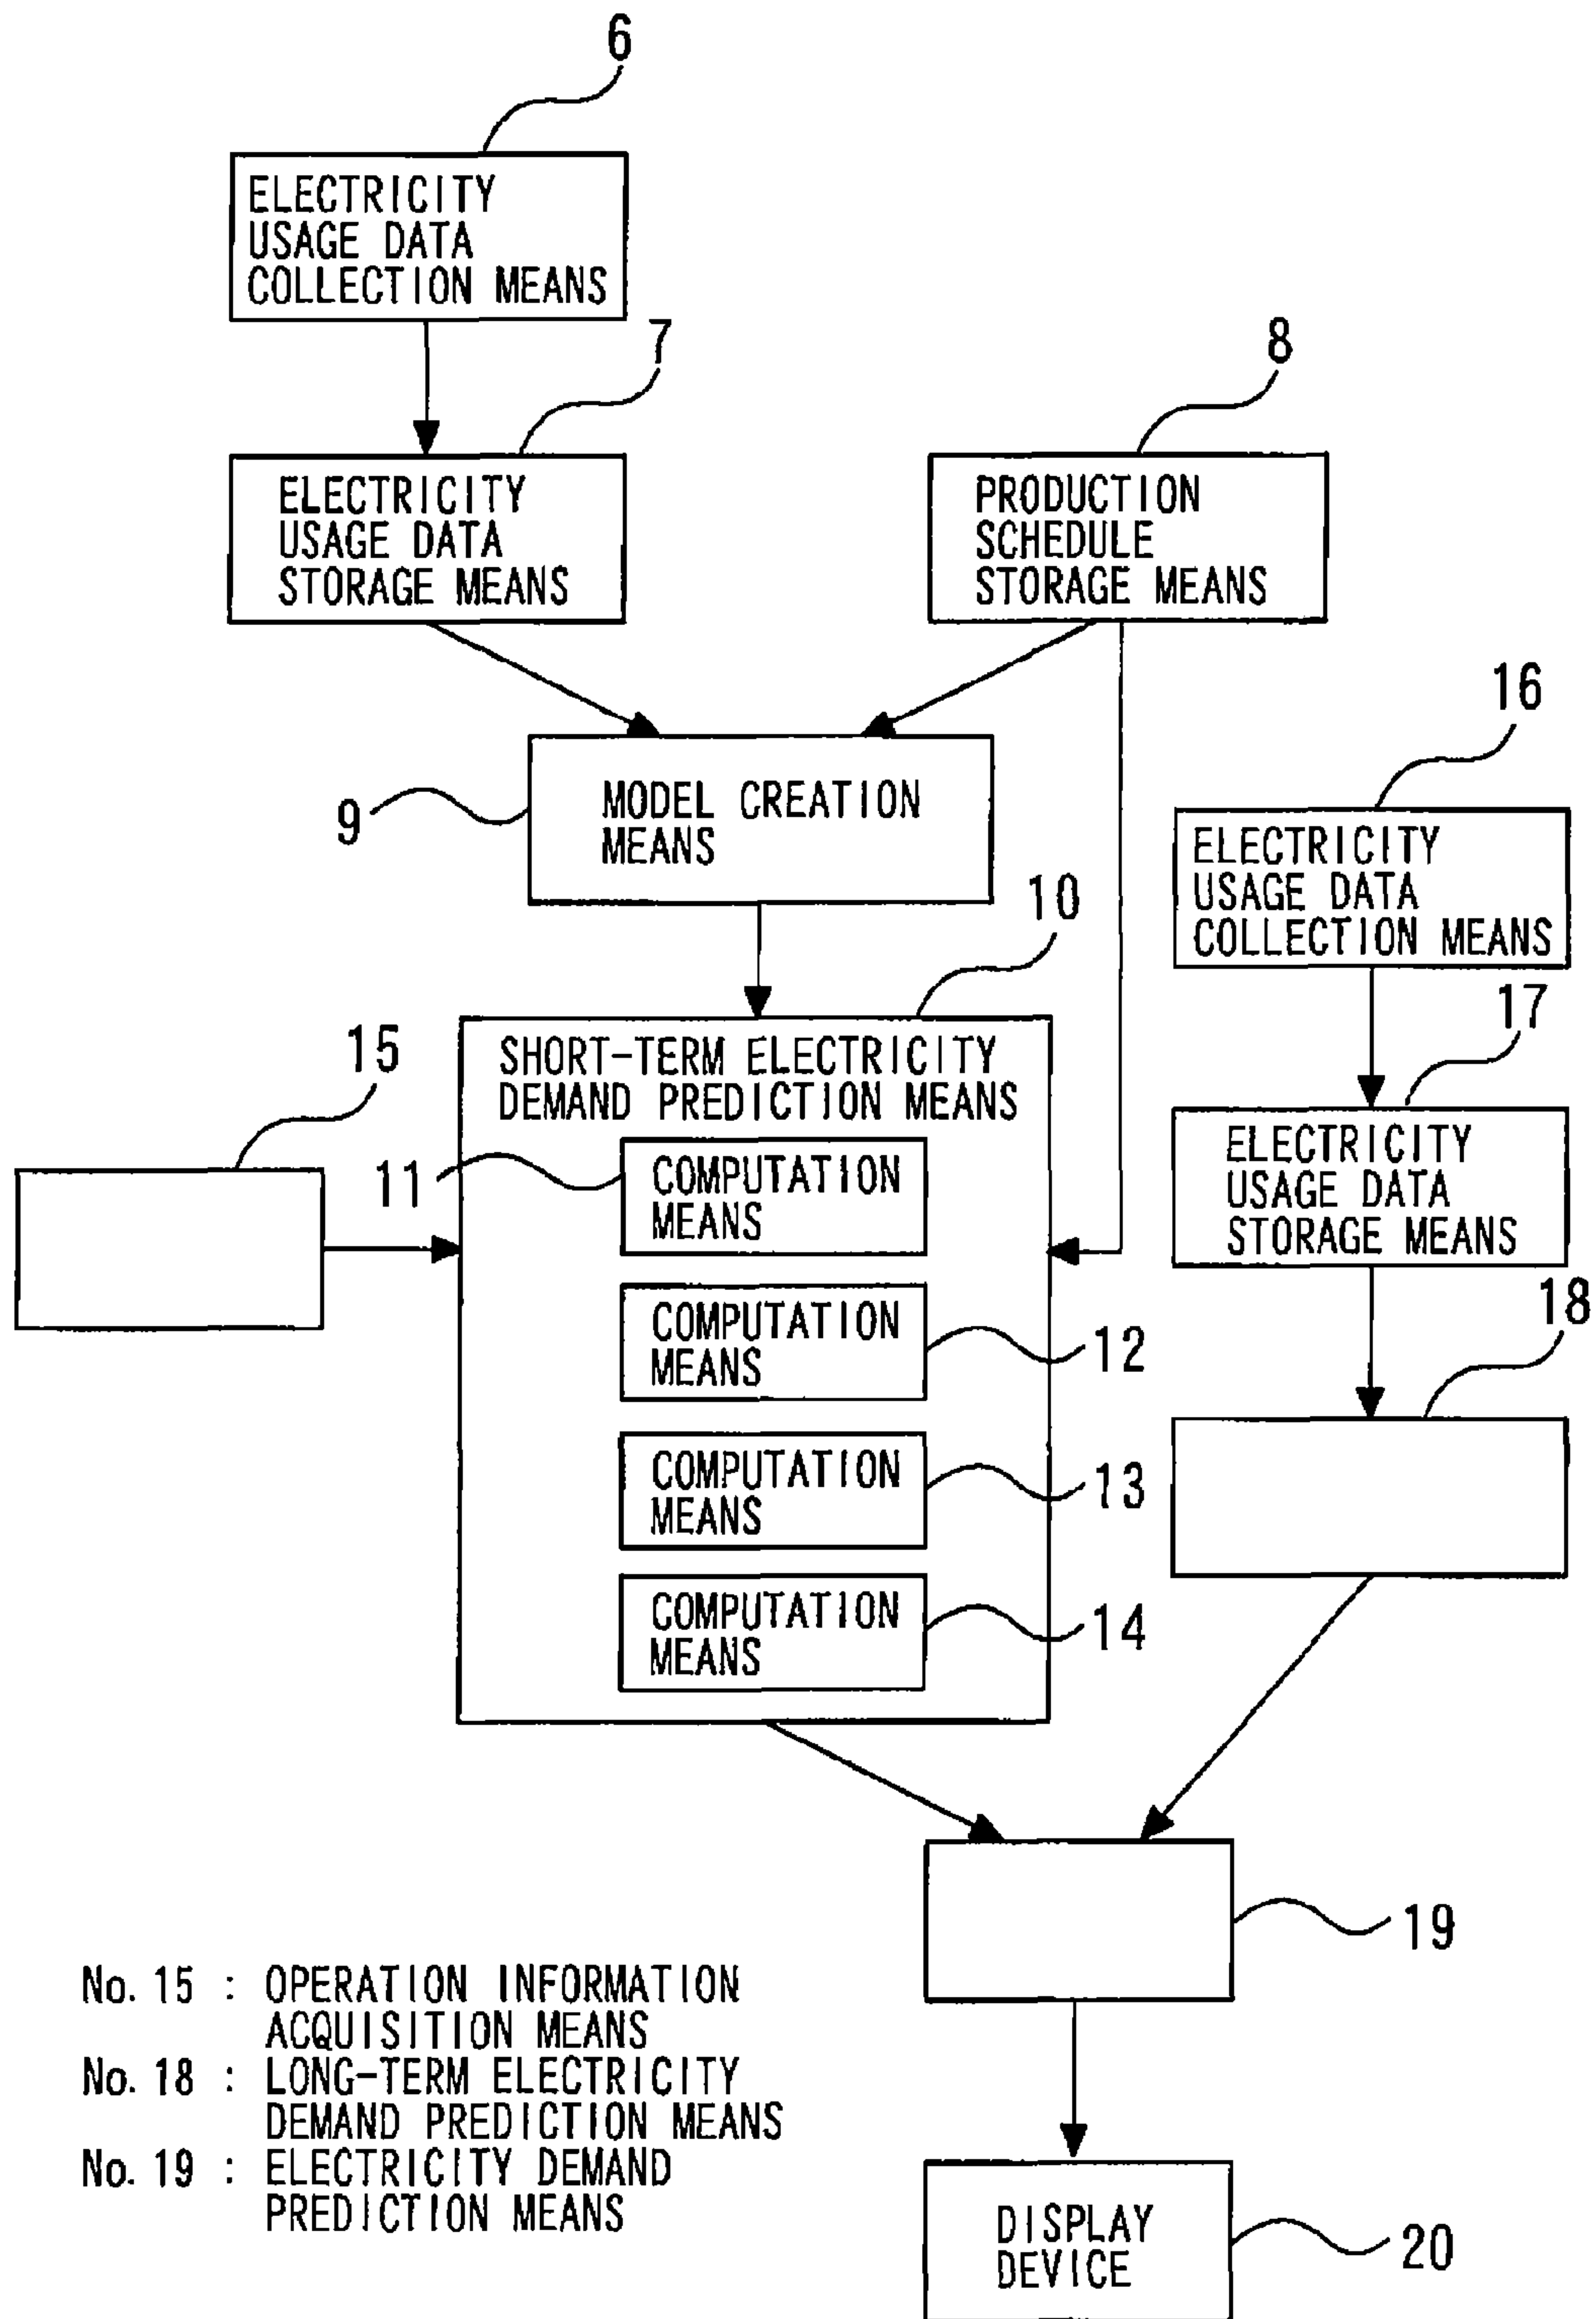 6
ELECTRICITY
USAGE DATA
COLLECTION MEANS
7
8
ELECTRICITY
USAGE DATA
STORAGE MEANS
PRODUCTION
SCHEDULE
STORAGE MEANS
16
9
MODEL CREATION
MEANS
ELECTRICITY
USAGE DATA
COLLECTION MEANS
10
17
15
SHORT-TERM ELECTRICITY
DEMAND PREDICTION MEANS
11
COMPUTATION
MEANS
ELECTRICITY
USAGE DATA
STORAGE MEANS
18
COMPUTATION
MEANS
12
COMPUTATION
MEANS
13
COMPUTATION
MEANS
14
19
No. 15 : OPERATION INFORMATION
ACQUISITION MEANS
No. 18 : LONG-TERM ELECTRICITY
DEMAND PREDICTION MEANS
No. 19 : ELECTRICITY DEMAND
PREDICTION MEANS
DISPLAY
DEVICE
20